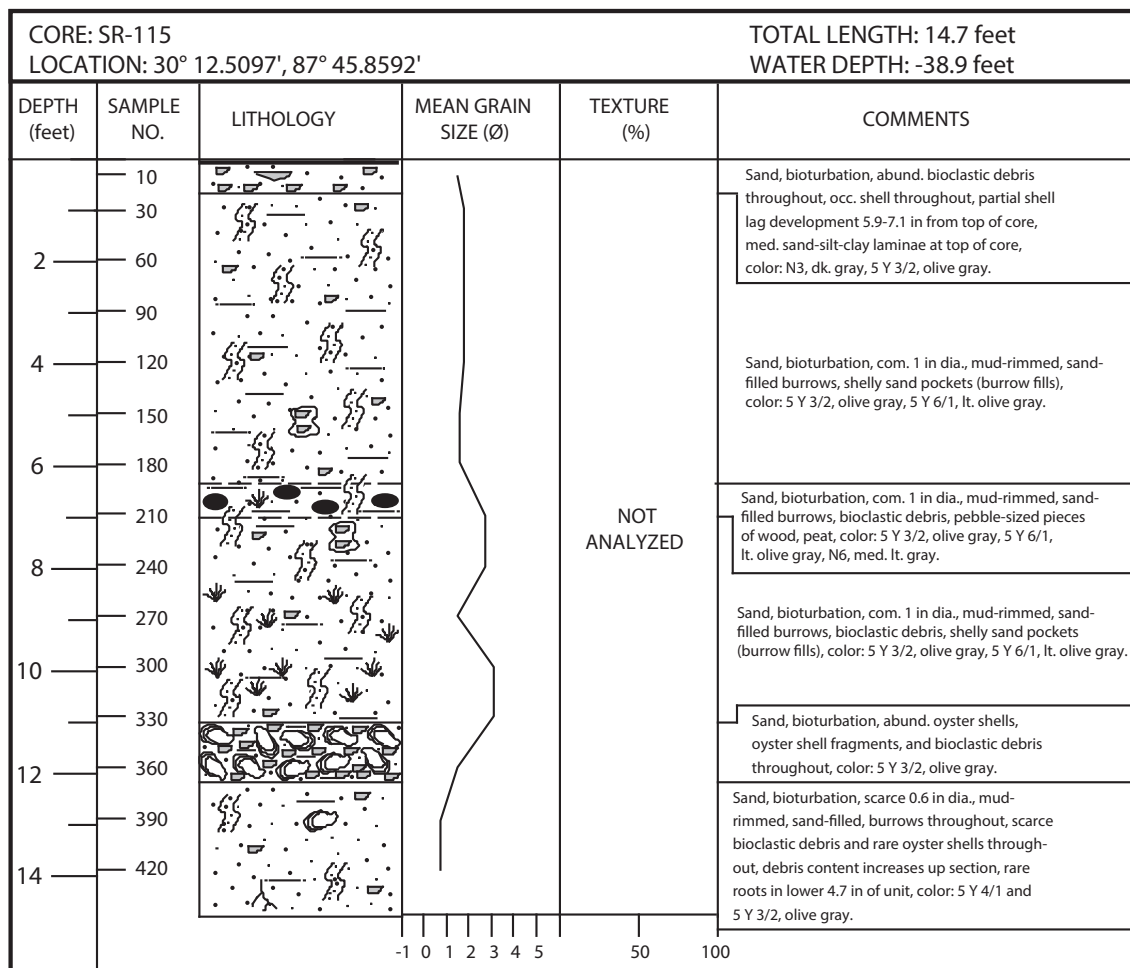 CORE: SR-115
LOCATION: 30° 12.5097', 87° 45.8592'
TOTAL LENGTH: 14.7 feet
WATER DEPTH: -38.9 feet
DEPTH
(feet)
SAMPLE
NO.
LITHOLOGY
MEAN GRAIN
SIZE (Ø)
TEXTURE
(%)
COMMENTS
2
4
6
8
10
12
14
10
30
60
90
120
150
180
210
240
270
300
330
360
390
420
-1 0 1 2 3 4 5
NOT
ANALYZED
50 100
Sand, bioturbation, abund. bioclastic debris
throughout, occ. shell throughout, partial shell
lag development 5.9-7.1 in from top of core,
med. sand-silt-clay laminae at top of core,
color: N3, dk. gray, 5 Y 3/2, olive gray.
Sand, bioturbation, com. 1 in dia., mud-rimmed, sand-
filled burrows, shelly sand pockets (burrow fills),
color: 5 Y 3/2, olive gray, 5 Y 6/1, lt. olive gray.
Sand, bioturbation, com. 1 in dia., mud-rimmed, sand-
filled burrows, bioclastic debris, pebble-sized pieces
of wood, peat, color: 5 Y 3/2, olive gray, 5 Y 6/1,
lt. olive gray, N6, med. lt. gray.
Sand, bioturbation, com. 1 in dia., mud-rimmed, sand-
filled burrows, bioclastic debris, shelly sand pockets
(burrow fills), color: 5 Y 3/2, olive gray, 5 Y 6/1, lt. olive gray.
Sand, bioturbation, abund. oyster shells,
oyster shell fragments, and bioclastic debris
throughout, color: 5 Y 3/2, olive gray.
Sand, bioturbation, scarce 0.6 in dia., mud-
rimmed, sand-filled, burrows throughout, scarce
bioclastic debris and rare oyster shells through-
out, debris content increases up section, rare
roots in lower 4.7 in of unit, color: 5 Y 4/1 and
5 Y 3/2, olive gray.